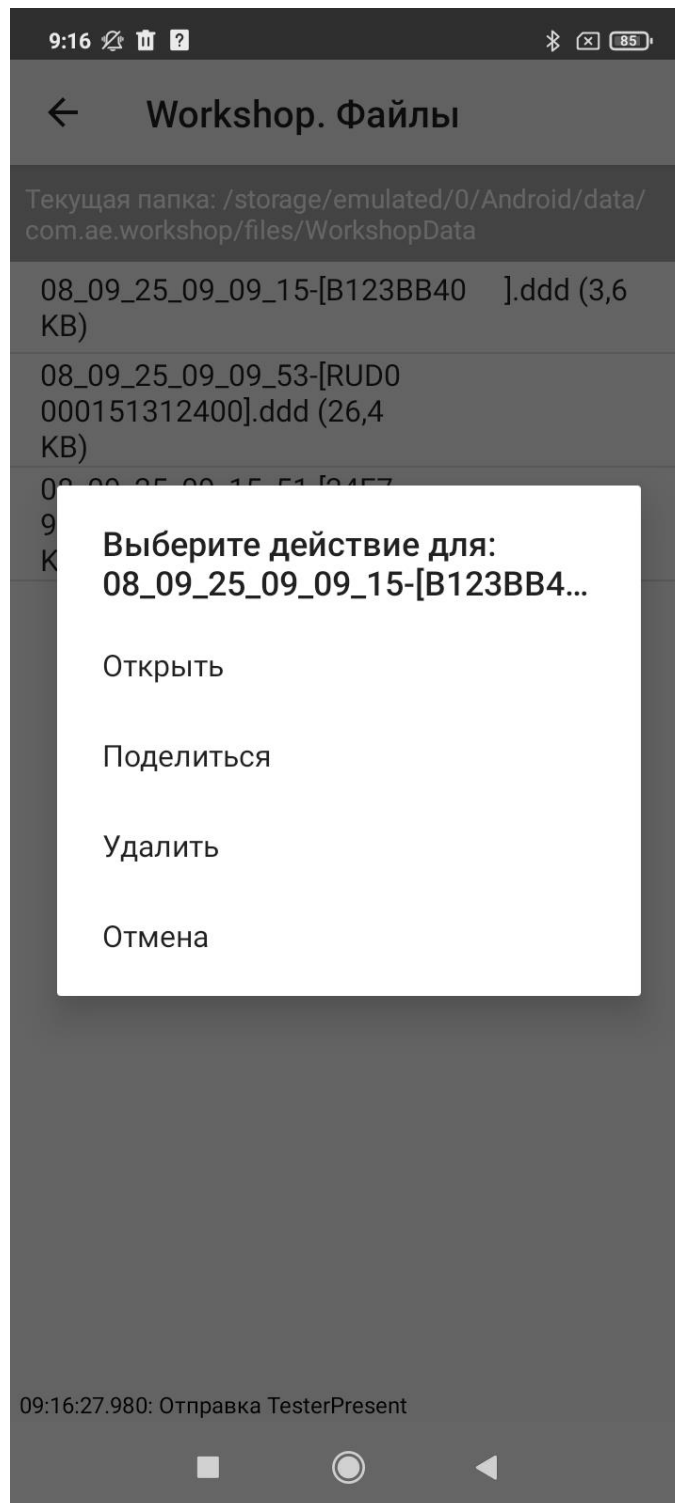 9:16
85
Workshop. Файлы
Текущая папка: /storage/emulated/0/Android/data/
com.ae.workshop/files/WorkshopData
08_09_25_09_09_15-[B123BB40 ].ddd (3,6
KB)
08_09_25_09_09_53-[RUD0
000151312400].ddd (26,4
KB)
Выберите действие для:
08_09_25_09_09_15-[B123BB4...
Открыть
Поделиться
Удалить
Отмена
09:16:27.980: Отправка TesterPresent